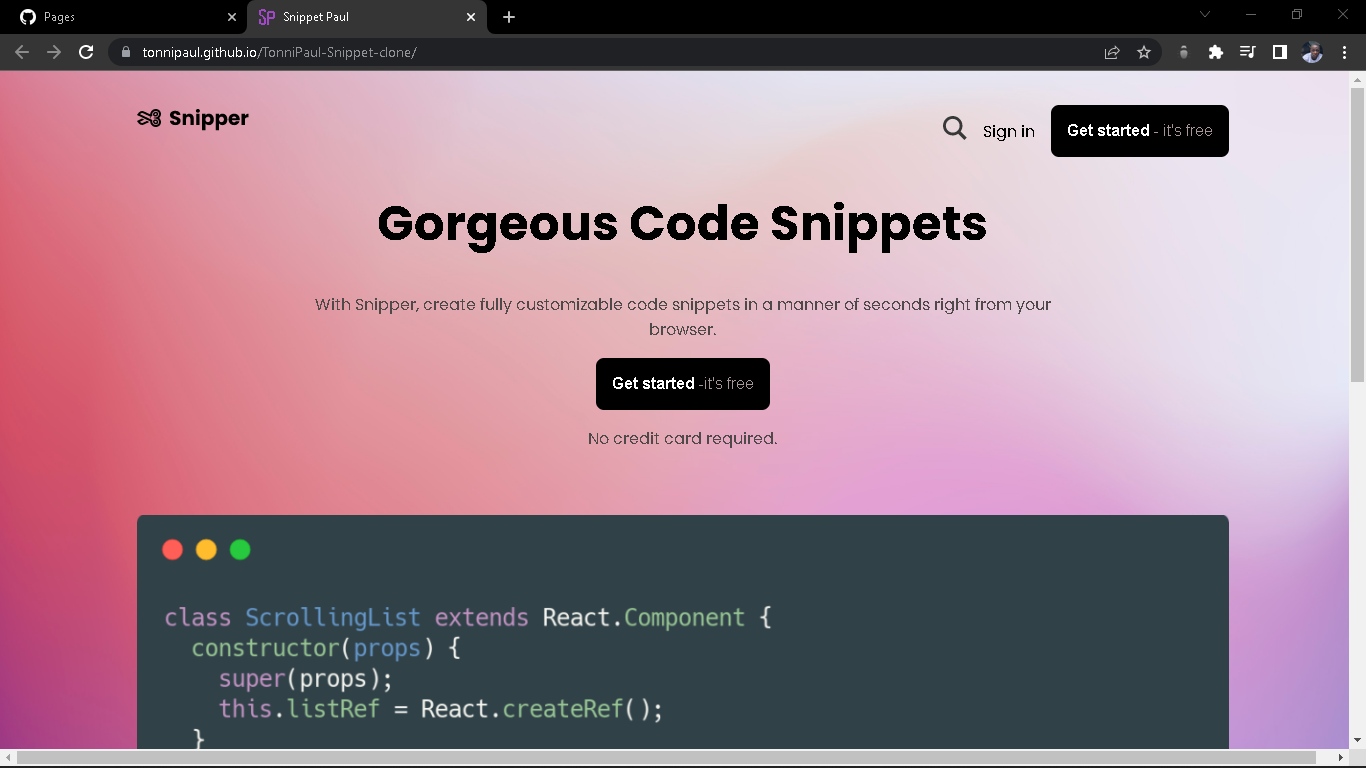 Pages
SP Snippet Paul
tonnipaul.github.io/TonniPaul-Snippet-clone/
Snipper
Sign in
Get started - it's free
Gorgeous Code Snippets
With Snipper, create fully customizable code snippets in a manner of seconds right from your
browser.
Get started -it's free
No credit card required.
class ScrollingList extends React.Component {
constructor(props) {
super(props);
this.listRef = React.createRef();
}